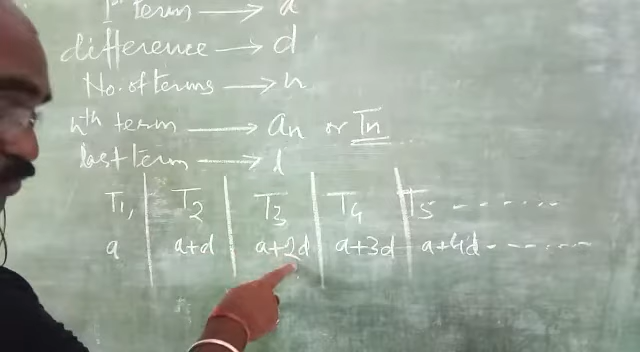 1st term → a
difference → d
No. of terms → n
nth term → an or Tn
last term → l
T1, | T2 | T3 | T4 | T5 - - - - - -
a | a+d | a+2d | a+3d | a+4d - - - - - -